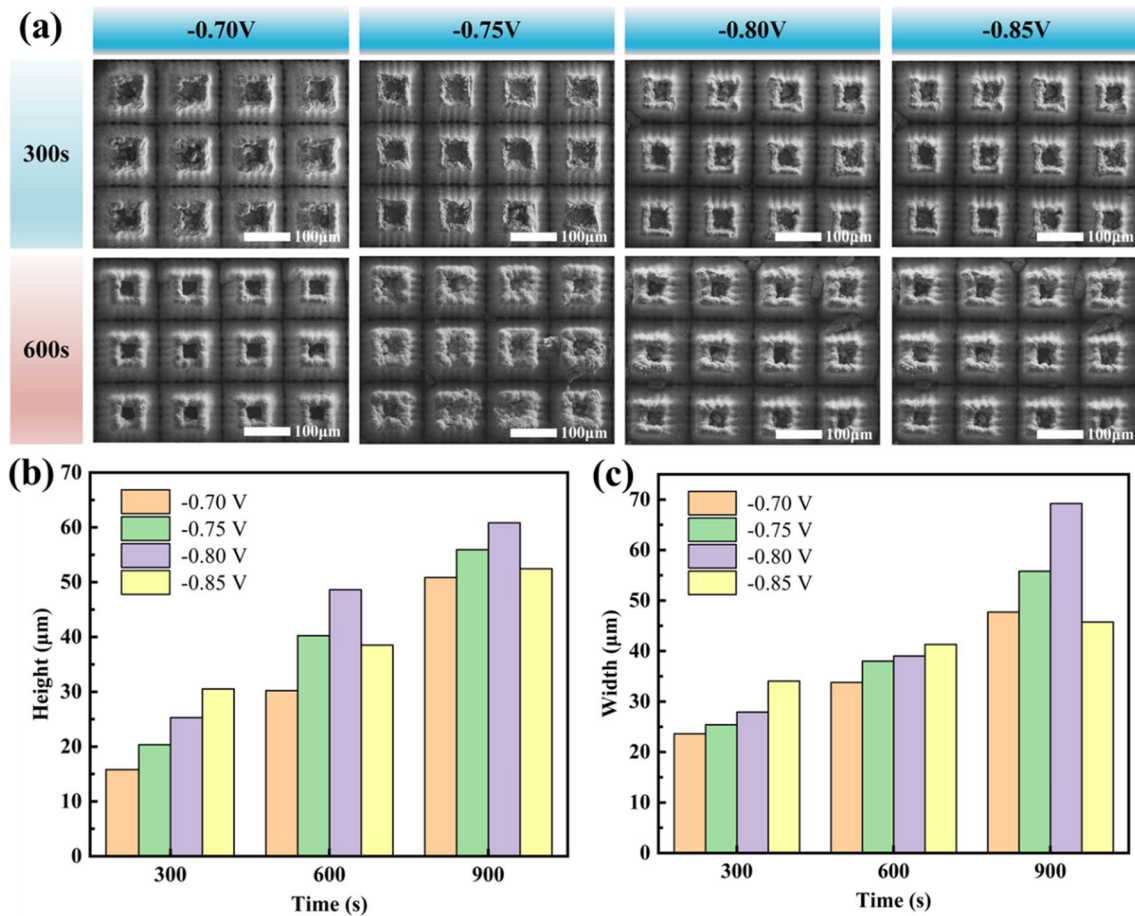 (a)
-0.70V
-0.75V
-0.80V
-0.85V
300s
100μm
100μm
100μm
100μm
600s
100μm
100μm
100μm
100μm
(b)
70
60
50
40
30
20
10
0
Height (μm)
-0.70 V
-0.75 V
-0.80 V
-0.85 V
300
600
900
Time (s)
(c)
70
60
50
40
30
20
10
0
Width (μm)
-0.70 V
-0.75 V
-0.80 V
-0.85 V
300
600
900
Time (s)